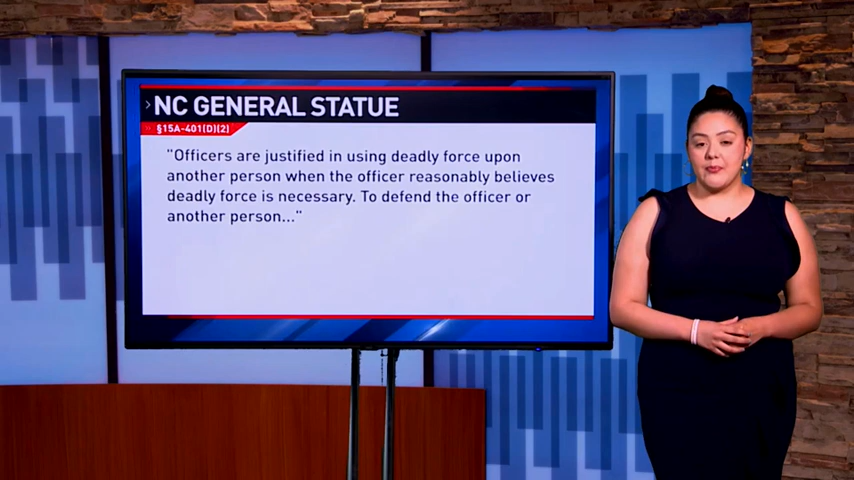 NC GENERAL STATUE
§15A-401(D)(2)
"Officers are justified in using deadly force upon
another person when the officer reasonably believes
deadly force is necessary. To defend the officer or
another person..."